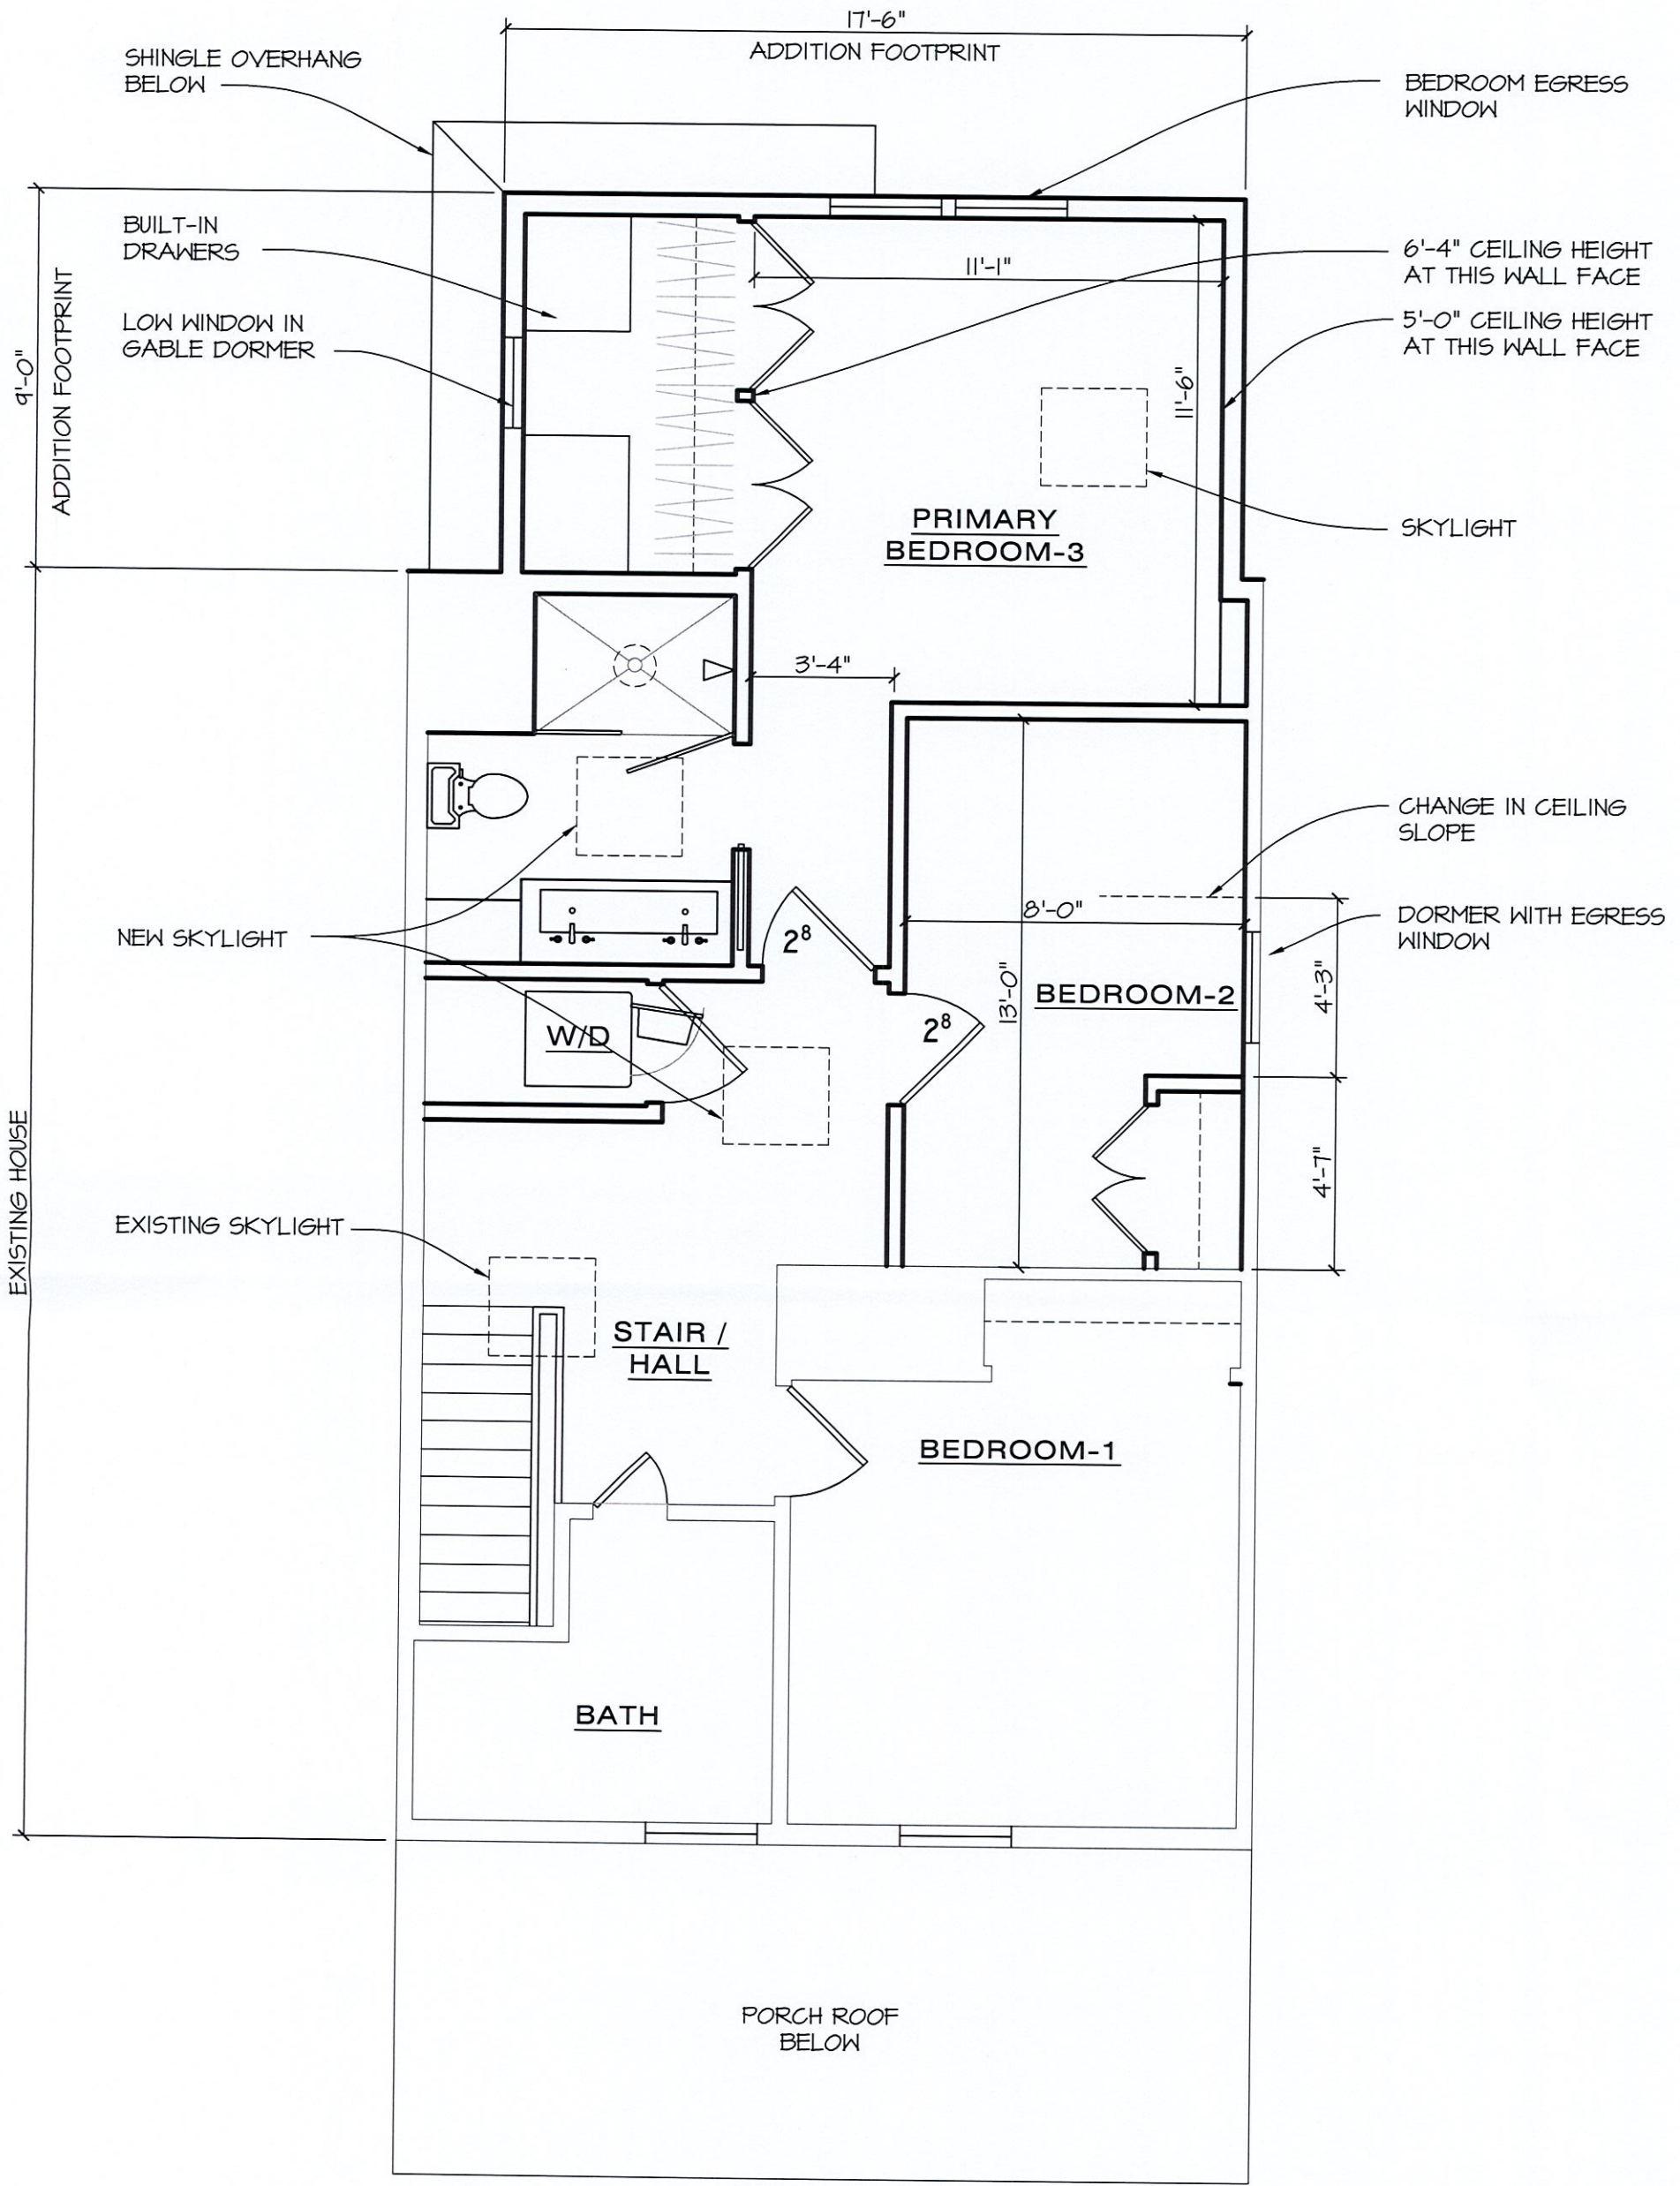 17'-6"
ADDITION FOOTPRINT
SHINGLE OVERHANG
BELOW
BEDROOM EGRESS
WINDOW
BUILT-IN
DRAWERS
6'-4" CEILING HEIGHT
AT THIS WALL FACE
11'-1"
LOW WINDOW IN
GABLE DORMER
5'-0" CEILING HEIGHT
AT THIS WALL FACE
9'-0"
ADDITION FOOTPRINT
11'-6"
PRIMARY
BEDROOM-3
SKYLIGHT
3'-4"
CHANGE IN CEILING
SLOPE
8'-0"
DORMER WITH EGRESS
WINDOW
NEW SKYLIGHT
2⁸
4'-3"
13'-0"
BEDROOM-2
W/D
2⁸
EXISTING HOUSE
4'-7"
EXISTING SKYLIGHT
STAIR /
HALL
BEDROOM-1
BATH
PORCH ROOF
BELOW